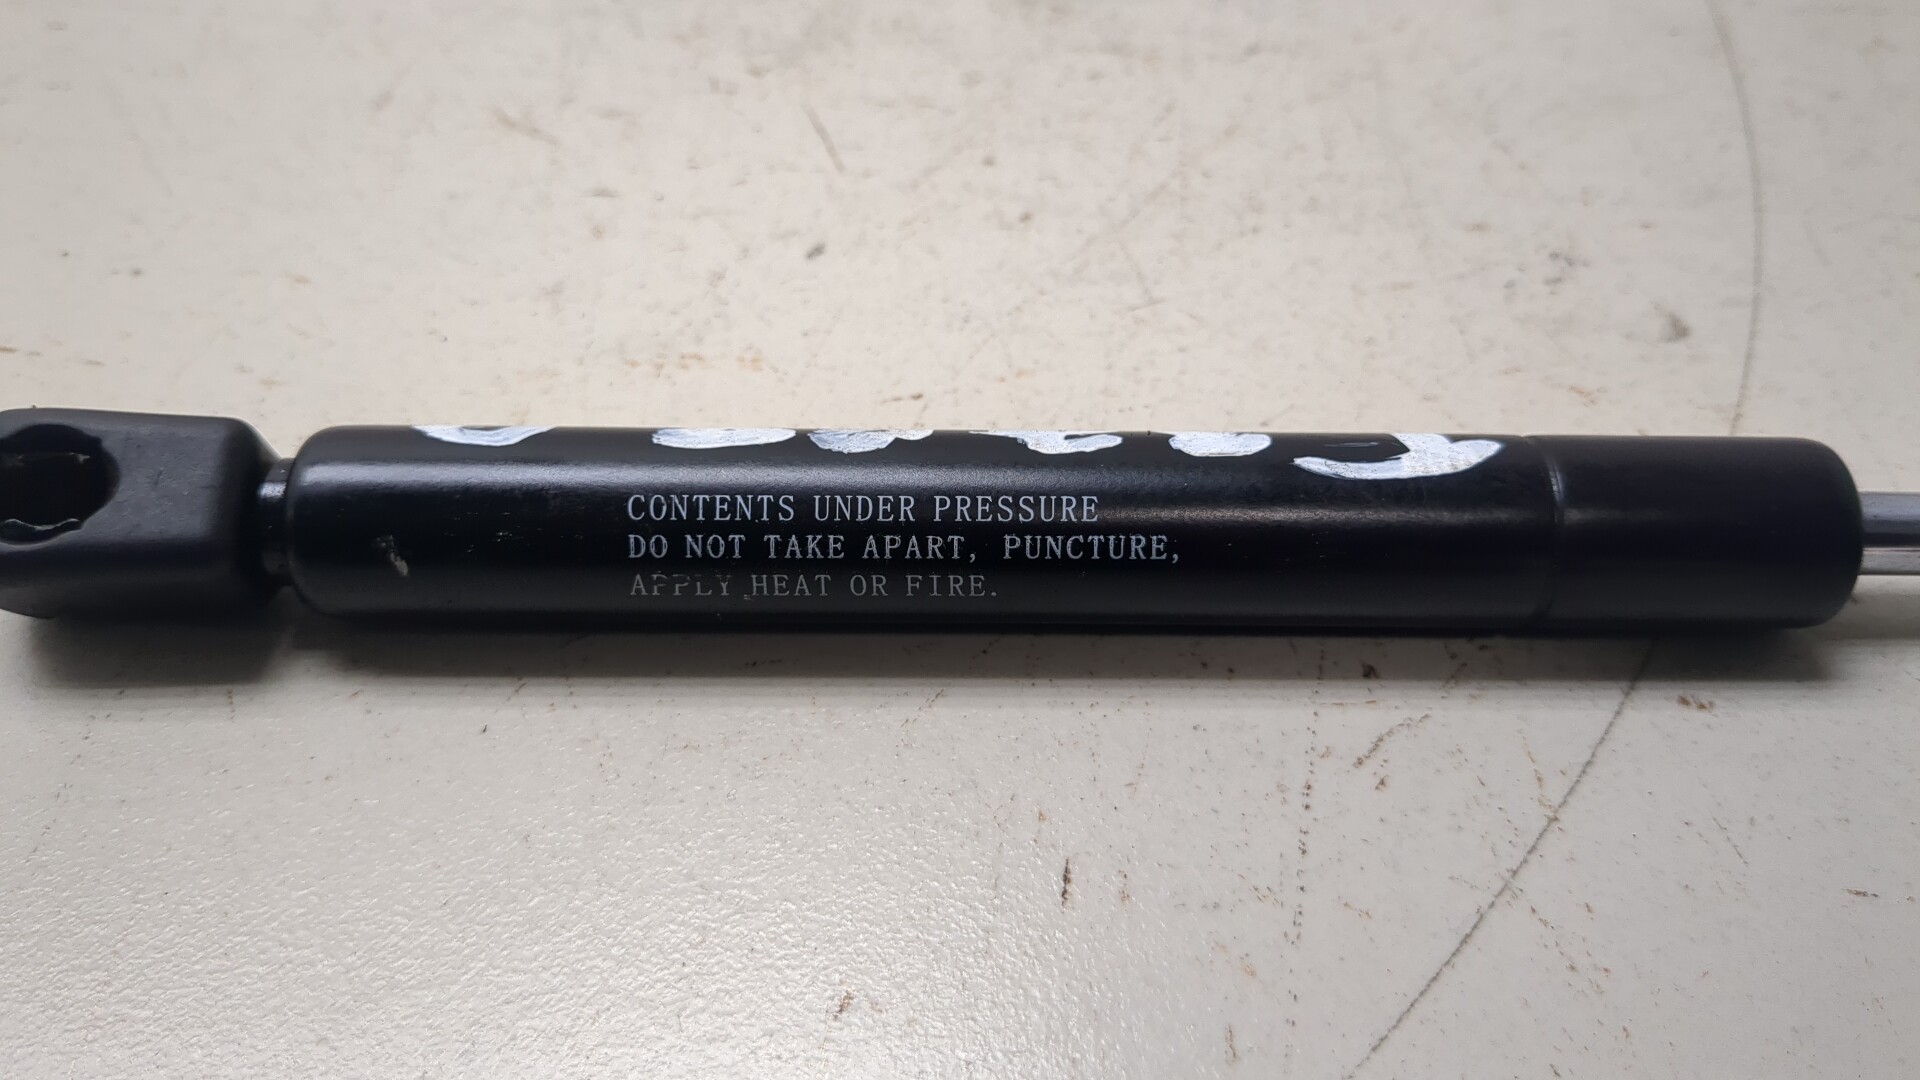 CONTENTS UNDER PRESSURE
DO NOT TAKE APART, PUNCTURE,
APPLY HEAT OR FIRE.